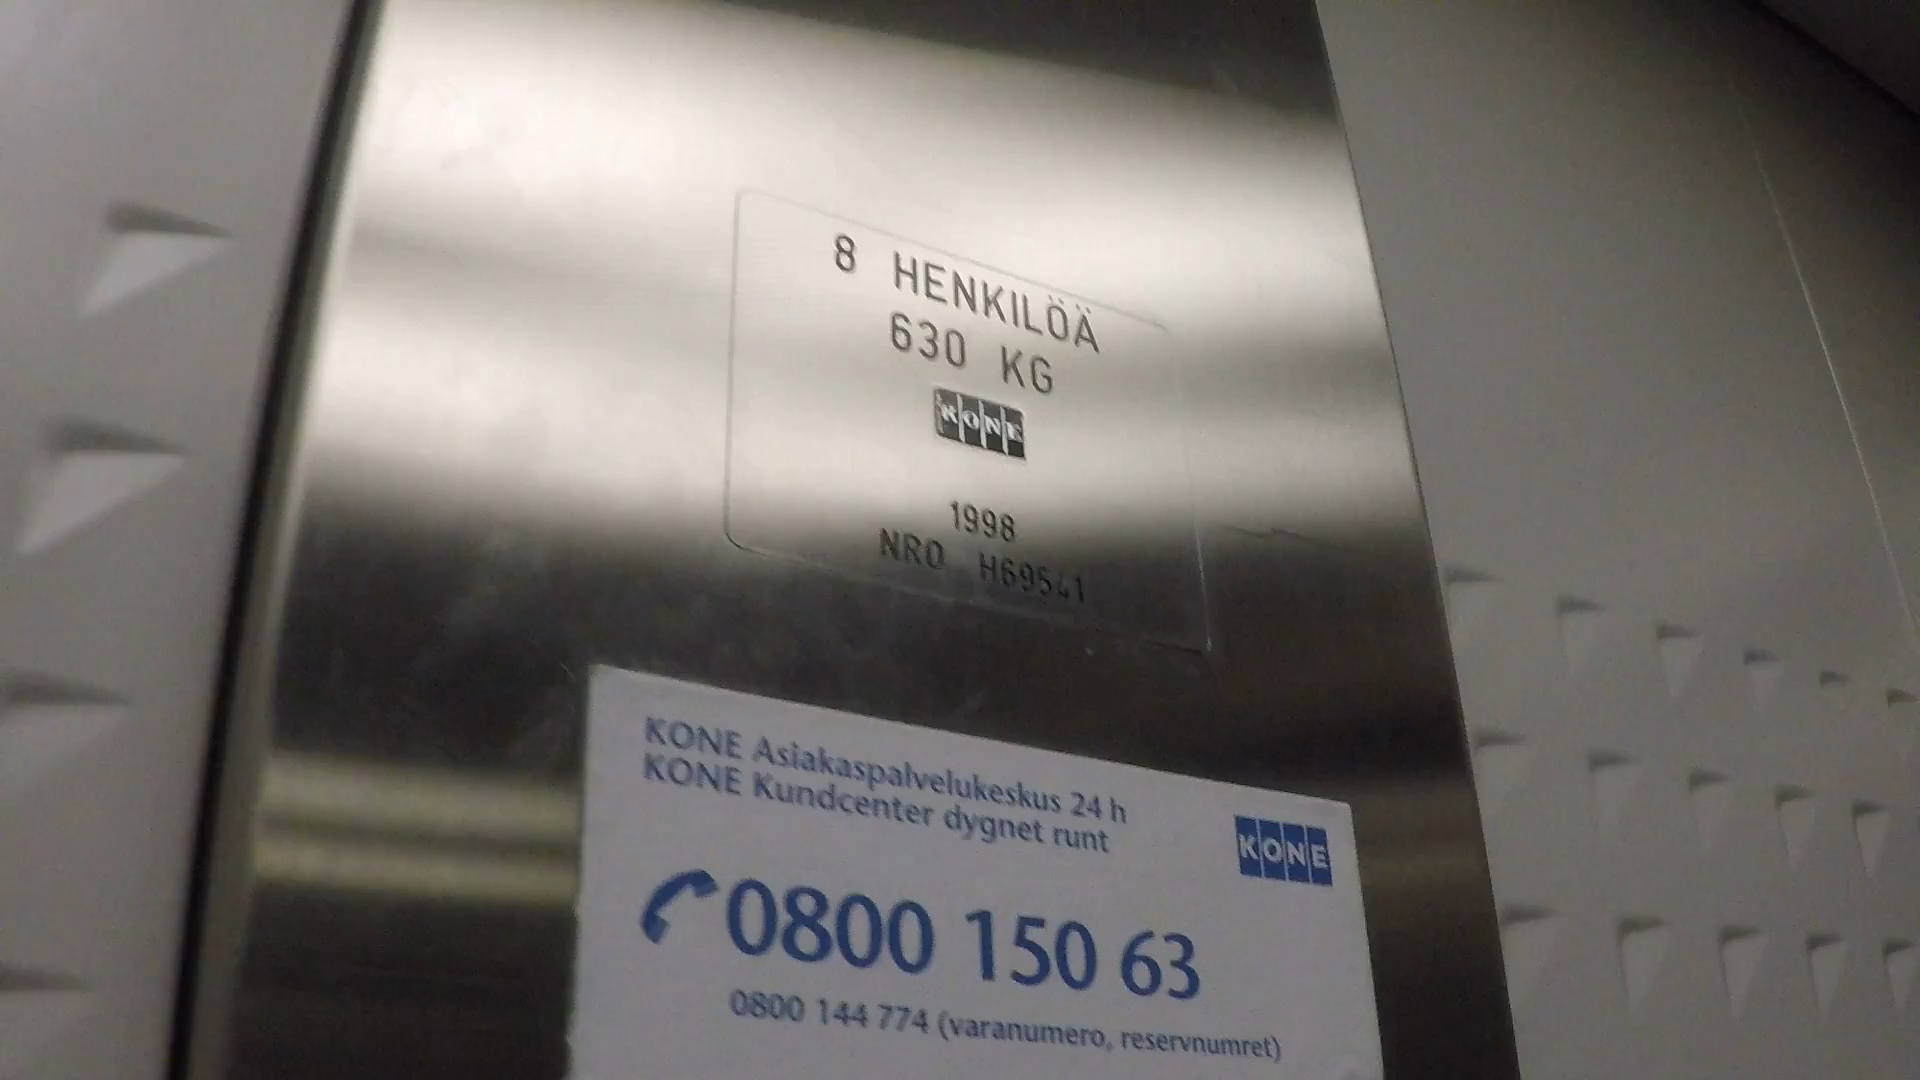 8 HENKILÖÄ
630 KG
KONE
1998
NRO H69541
KONE Asiakaspalvelukeskus 24 h
KONE Kundcenter dygnet runt
KONE
0800 150 63
0800 144 774 (varanumero, reservnumret)